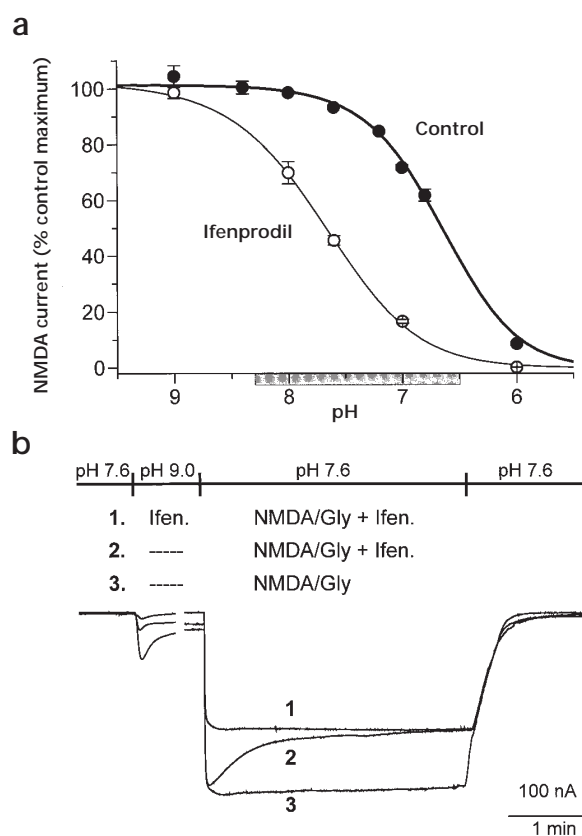 a
NMDA current (% control maximum)
100
80
60
40
20
0
Control
Ifenprodil
9 8 7 6
pH
b
pH 7.6 pH 9.0 pH 7.6 pH 7.6
1. Ifen. NMDA/Gly + Ifen.
2. ----- NMDA/Gly + Ifen.
3. ----- NMDA/Gly
1
2
3
100 nA
1 min